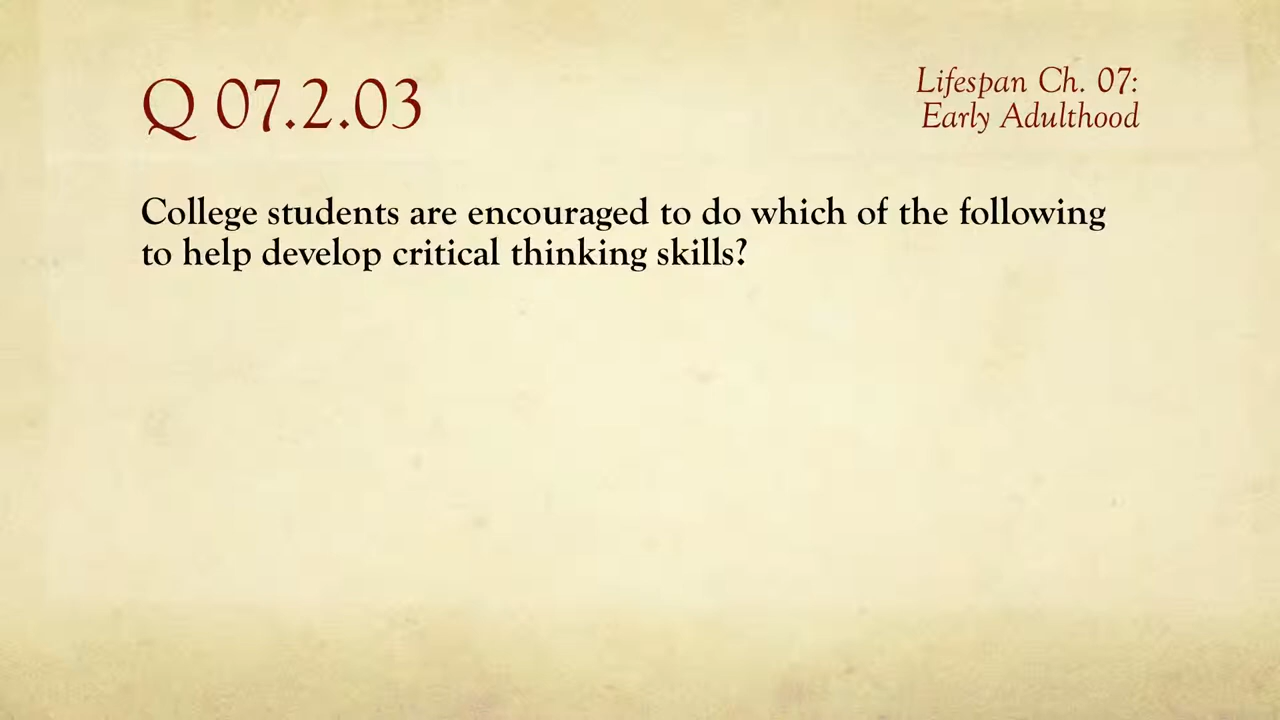 Q 07.2.03
Lifespan Ch. 07:
Early Adulthood
College students are encouraged to do which of the following
to help develop critical thinking skills?